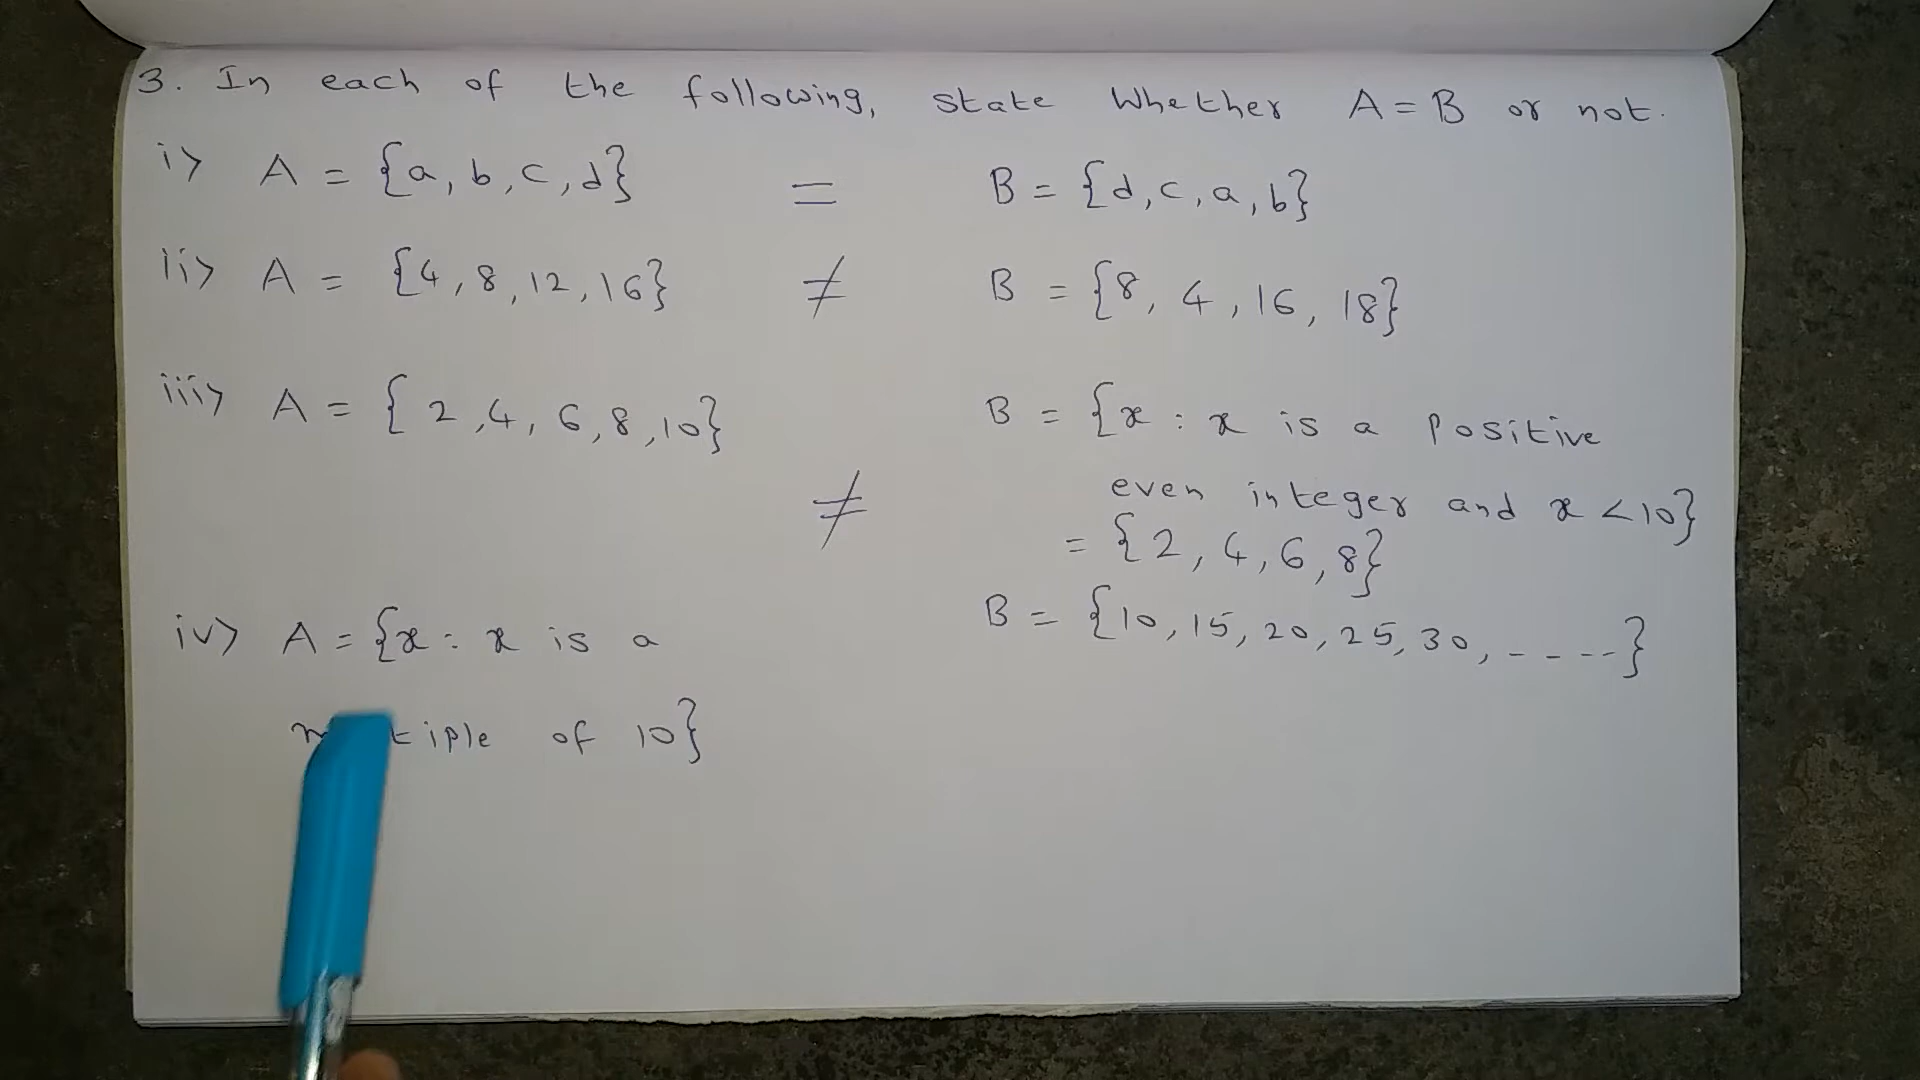 3. In each of the following, state whether A = B or not.
i> A = {a, b, c, d} = B = {d, c, a, b}
ii> A = {4, 8, 12, 16} ≠ B = {8, 4, 16, 18}
iii> A = {2, 4, 6, 8, 10} B = {x : x is a positive
≠ even integer and x < 10}
= {2, 4, 6, 8}
iv> A = {x : x is a B = {10, 15, 20, 25, 30, - - - -}
of 10}